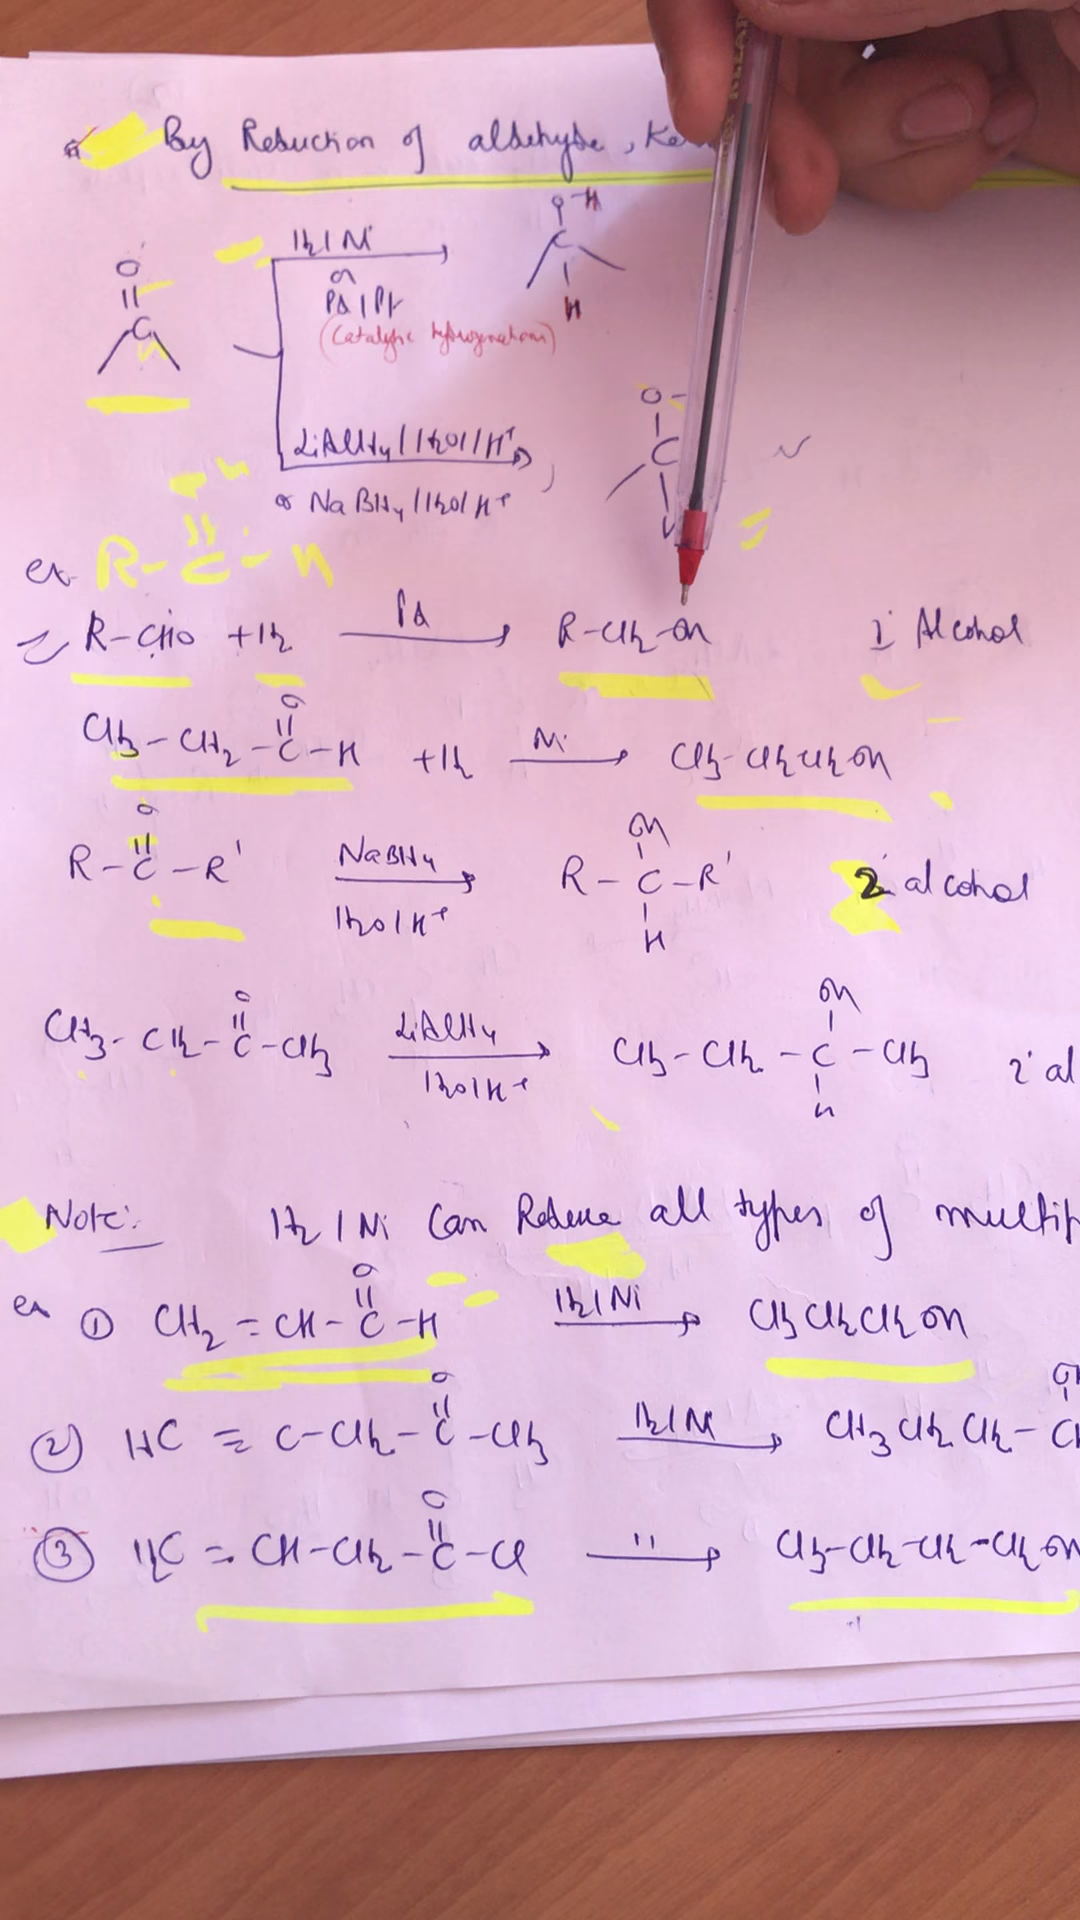 By Reduction of aldehyde,
O
||
C
H2/Ni
or
Pd/Pt
(Catalytic hydrogenation)
O-H
C
H
LiAlH4/H2O/H+
or NaBH4/H2O/H+
O-
C
ex R-C-H
R-CHO + H2 Pd R-CH2-OH 1° Alcohol
O
||
CH3-CH2-C-H + H2 Ni CH3-CH2CH2OH
O
||
R-C-R' NaBH4 H2O/H+
OH
R-C-R' 2° alcohol
H
O
||
CH3-CH2-C-CH3 LiAlH4 H2O/H+
OH
CH3-CH2-C-CH3 2° al
H
Note: H2/Ni Can Reduce all types of multip
O
||
ex ① CH2=CH-C-H H2/Ni CH3CH2CH2OH
O
||
② HC≡C-CH2-C-CH3 H2/Ni CH3CH2CH2-CH
OH
O
||
③ H2C=CH-CH2-C-Cl " CH3-CH2-CH2-CH2OH